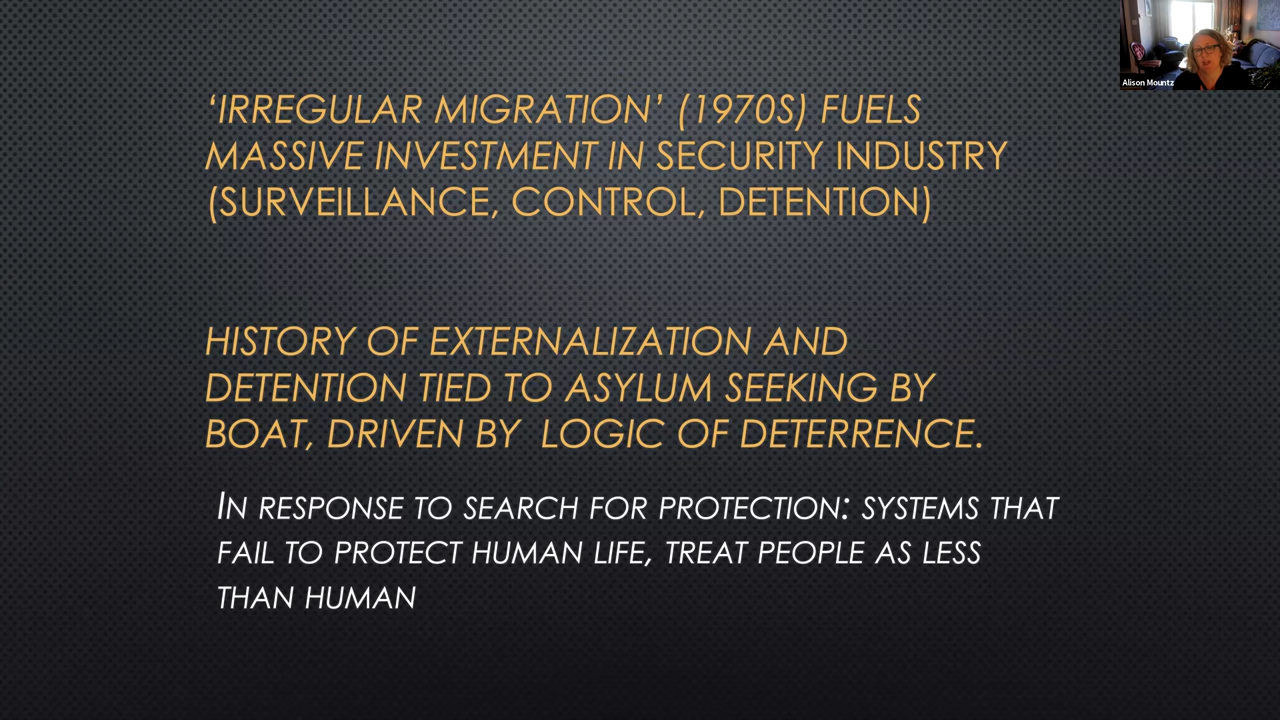 ‘IRREGULAR MIGRATION’ (1970S) FUELS
MASSIVE INVESTMENT IN SECURITY INDUSTRY
(SURVEILLANCE, CONTROL, DETENTION)
HISTORY OF EXTERNALIZATION AND
DETENTION TIED TO ASYLUM SEEKING BY
BOAT, DRIVEN BY LOGIC OF DETERRENCE.
IN RESPONSE TO SEARCH FOR PROTECTION: SYSTEMS THAT
FAIL TO PROTECT HUMAN LIFE, TREAT PEOPLE AS LESS
THAN HUMAN
Alison Mountz